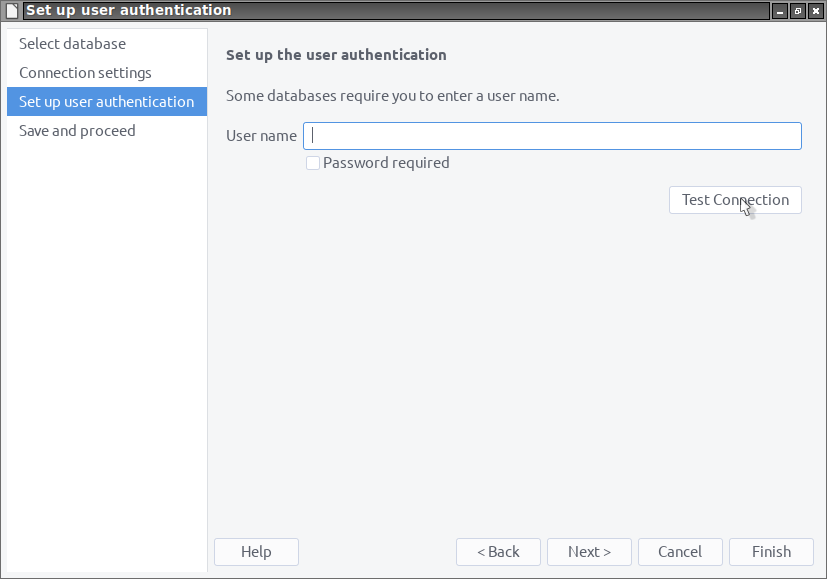 Set up user authentication
Select database
Connection settings
Set up user authentication
Save and proceed
Set up the user authentication
Some databases require you to enter a user name.
User name
Password required
Test Connection
Help
< Back
Next >
Cancel
Finish